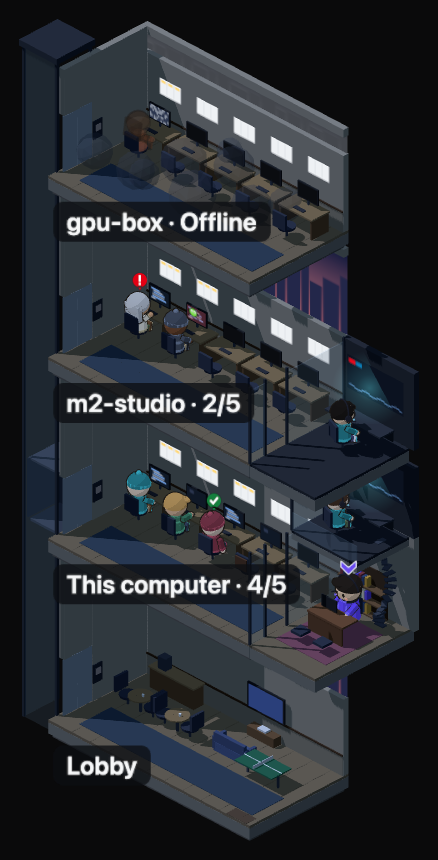 gpu-box · Offline
m2-studio · 2/5
This computer · 4/5
Lobby